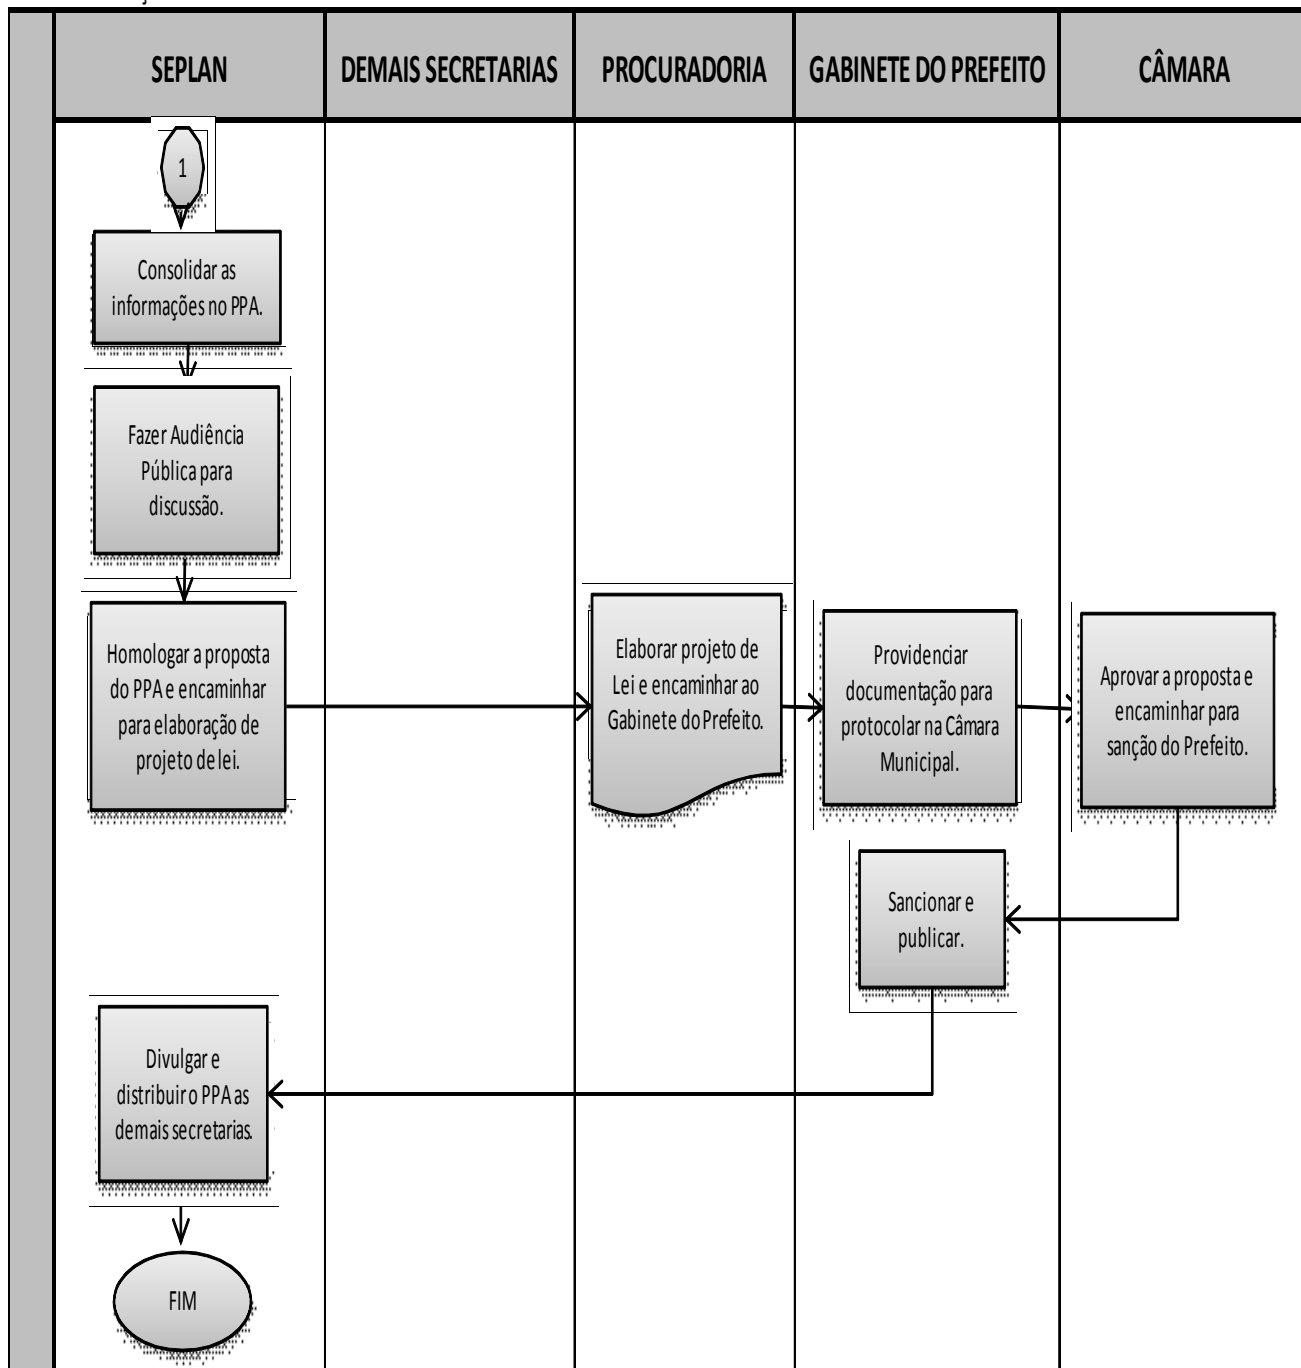 SEPLAN
DEMAIS SECRETARIAS
PROCURADORIA
GABINETE DO PREFEITO
CÂMARA
1
Consolidar as
informações no PPA.
Fazer Audiência
Pública para
discussão.
Homologar a proposta
do PPA e encaminhar
para elaboração de
projeto de lei.
Elaborar projeto de
Lei e encaminhar ao
Gabinete do Prefeito.
Providenciar
documentação para
protocolar na Câmara
Municipal.
Aprovar a proposta e
encaminhar para
sanção do Prefeito.
Sancionar e
publicar.
Divulgar e
distribuir o PPA as
demais secretarias.
FIM